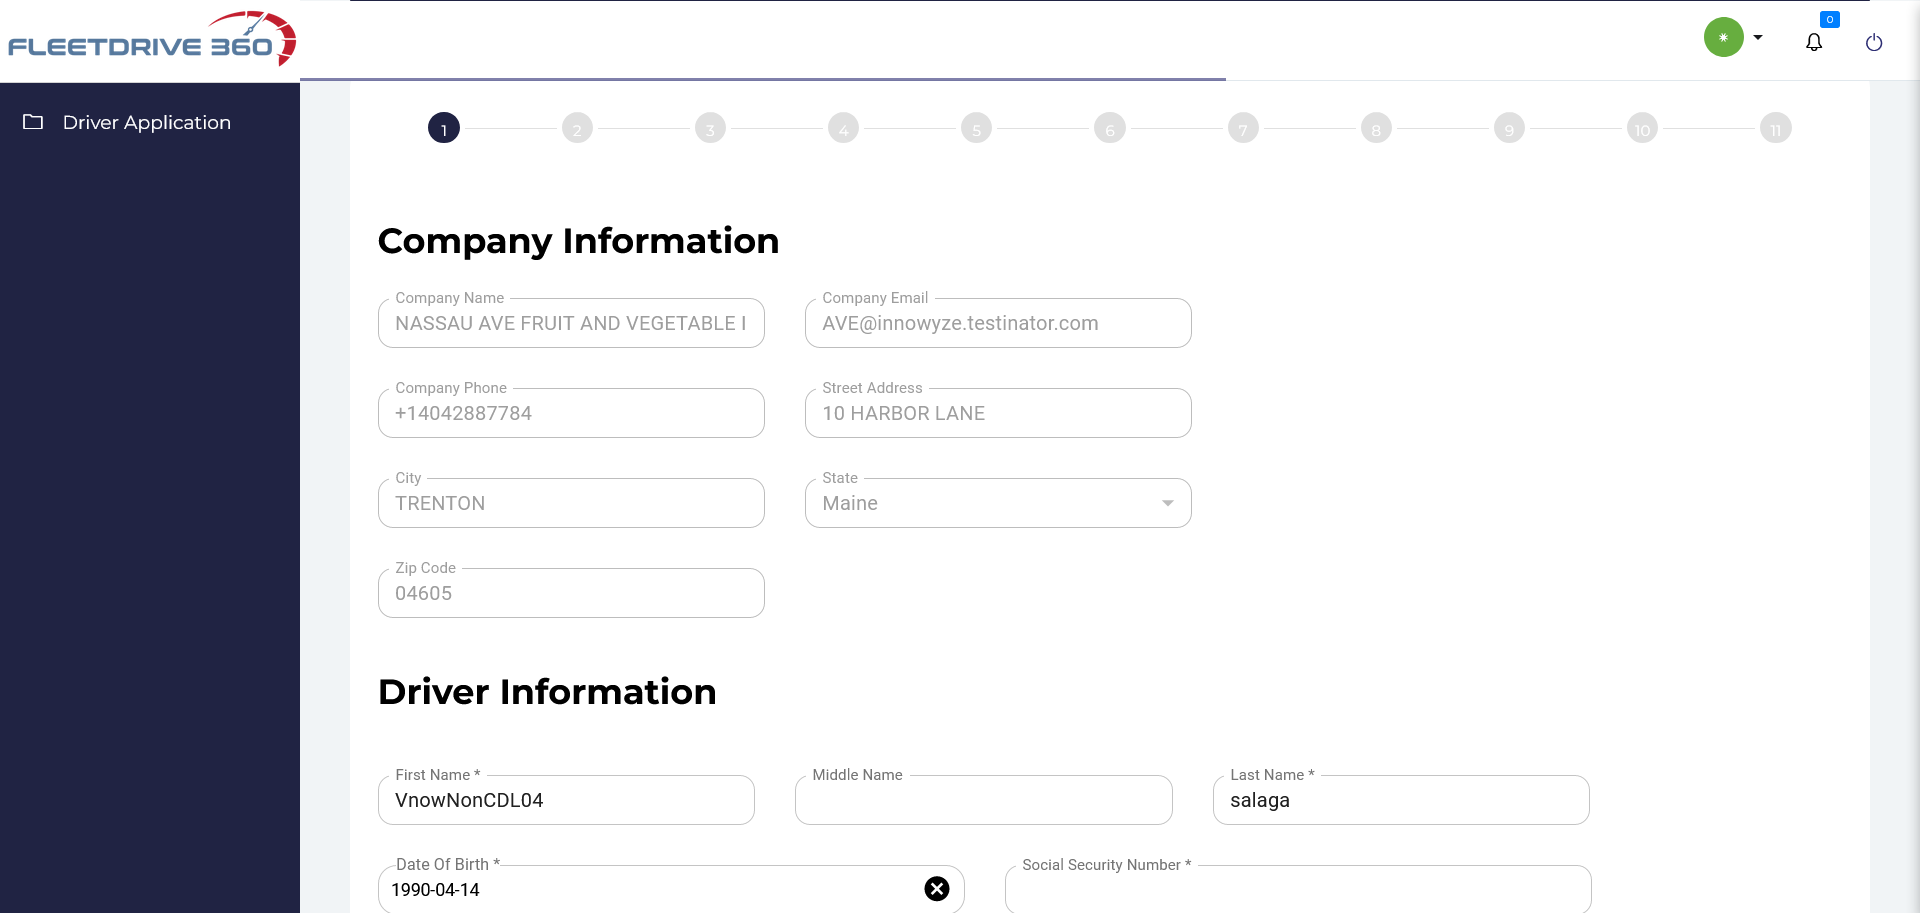 FLEETDRIVE 360
0
Driver Application
1 2 3 4 5 6 7 8 9 10 11
Company Information
Company Name
NASSAU AVE FRUIT AND VEGETABLE
Company Email
AVE@innowyze.testinator.com
Company Phone
+14042887784
Street Address
10 HARBOR LANE
City
TRENTON
State
Maine
Zip Code
04605
Driver Information
First Name *
VnowNonCDL04
Middle Name
Last Name *
salaga
Date Of Birth *
1990-04-14
Social Security Number *